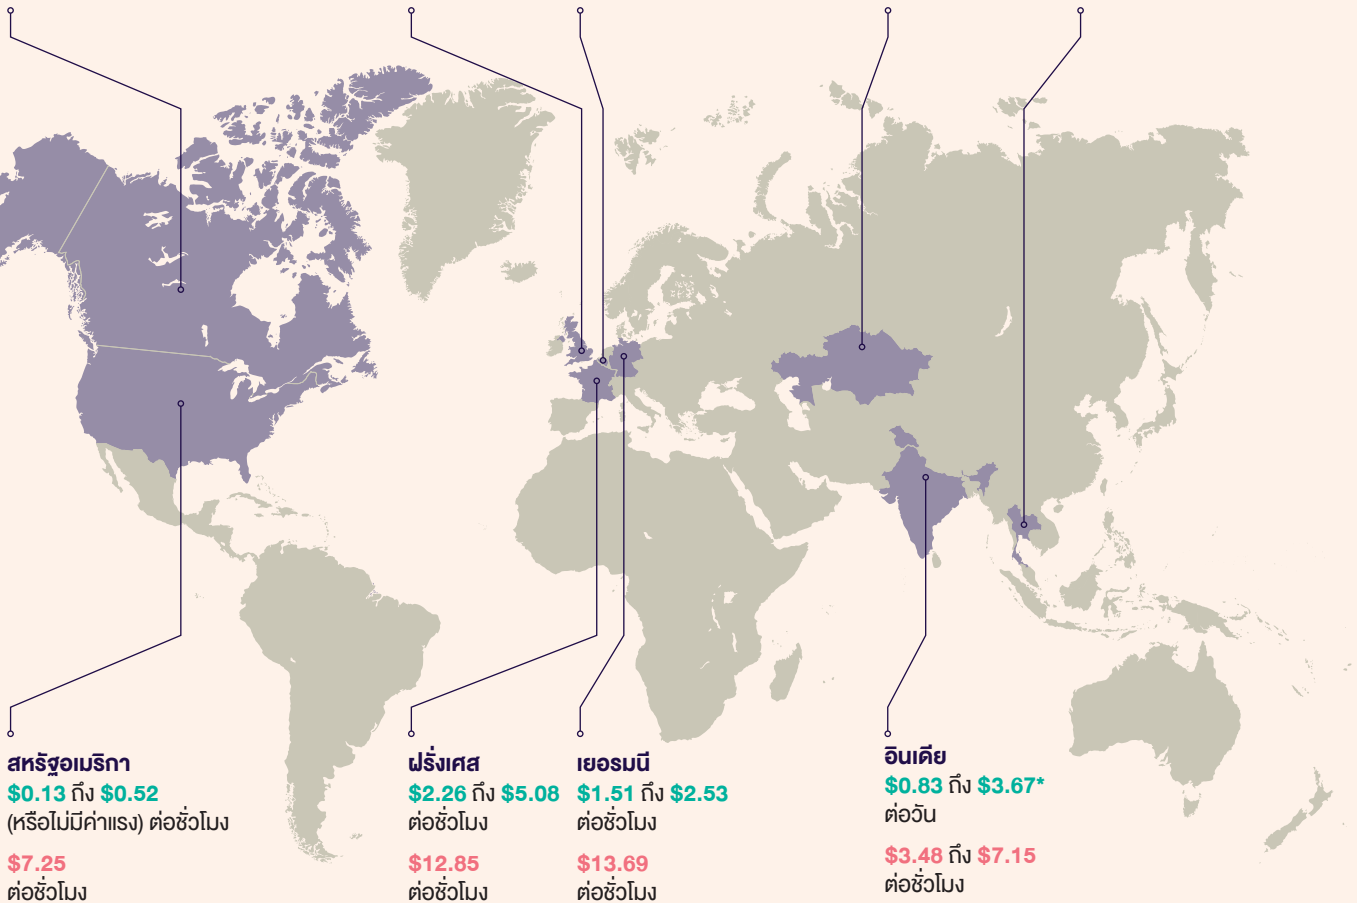 สหรัฐอเมริกา
$0.13 ถึง $0.52
(หรือไม่มีค่าแรง) ต่อชั่วโมง
$7.25
ต่อชั่วโมง
ฝรั่งเศส
$2.26 ถึง $5.08
ต่อชั่วโมง
$12.85
ต่อชั่วโมง
เยอรมนี
$1.51 ถึง $2.53
ต่อชั่วโมง
$13.69
ต่อชั่วโมง
อินเดีย
$0.83 ถึง $3.67*
ต่อวัน
$3.48 ถึง $7.15
ต่อชั่วโมง